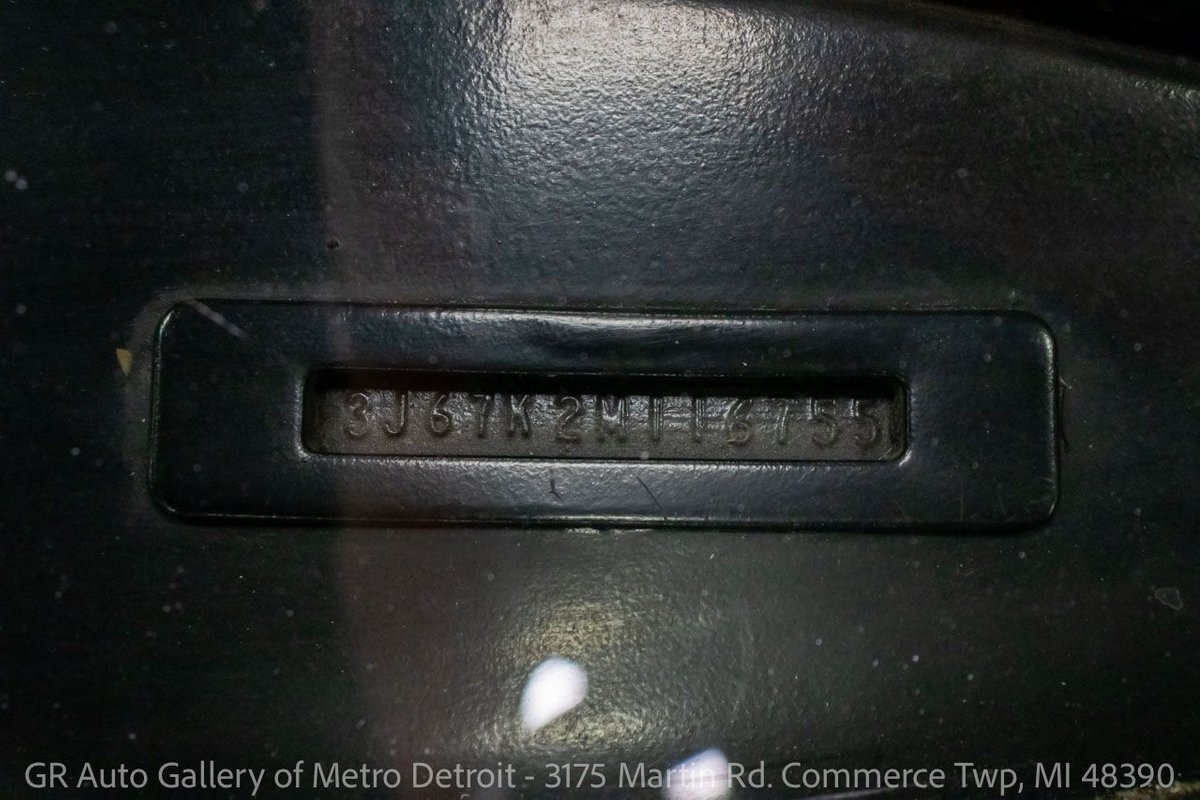 3J67K2M116755
GR Auto Gallery of Metro Detroit - 3175 Martin Rd. Commerce Twp, MI 48390